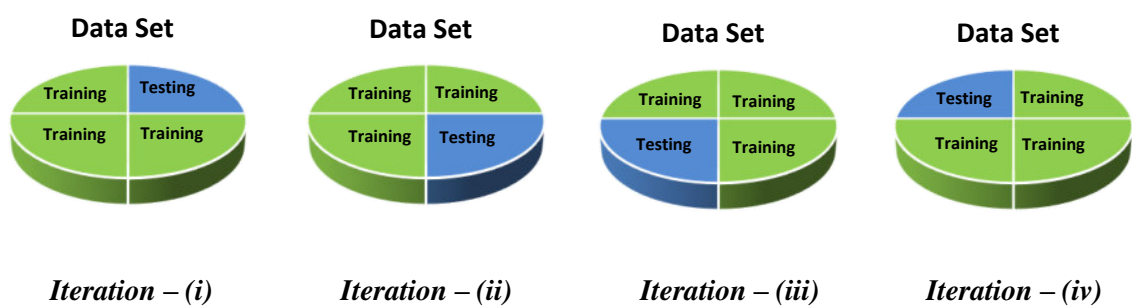 Data Set
Training Testing
Training Training
Iteration – (i)
Data Set
Training Training
Training Testing
Iteration – (ii)
Data Set
Training Training
Testing Training
Iteration – (iii)
Data Set
Testing Training
Training Training
Iteration – (iv)